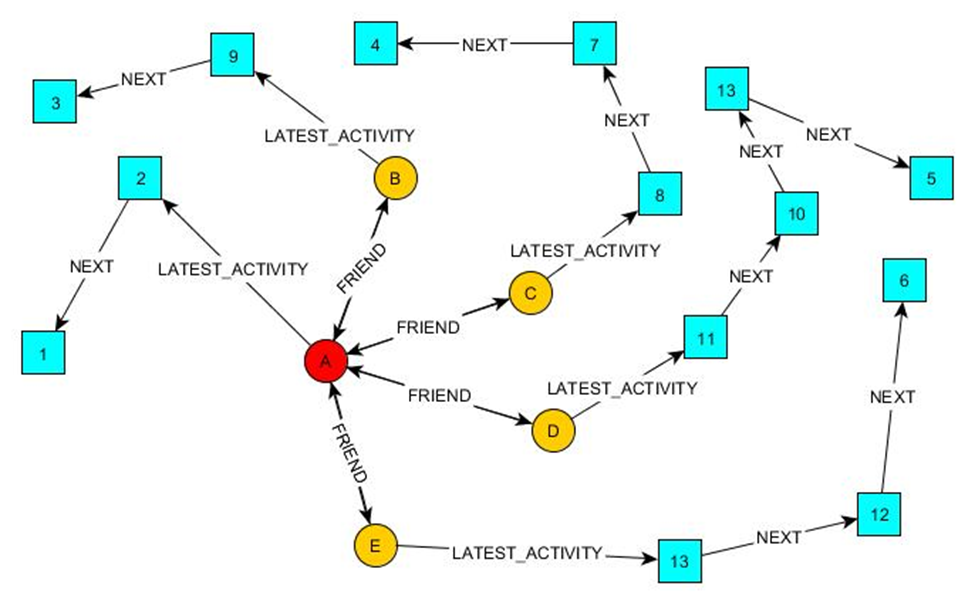 4
NEXT
7
9
NEXT
3
13
NEXT
NEXT
LATEST_ACTIVITY
NEXT
5
B
2
8
10
FRIEND
LATEST_ACTIVITY
NEXT
LATEST_ACTIVITY
NEXT
6
C
FRIEND
11
1
A
LATEST_ACTIVITY
FRIEND
NEXT
D
FRIEND
12
NEXT
E
LATEST_ACTIVITY
13